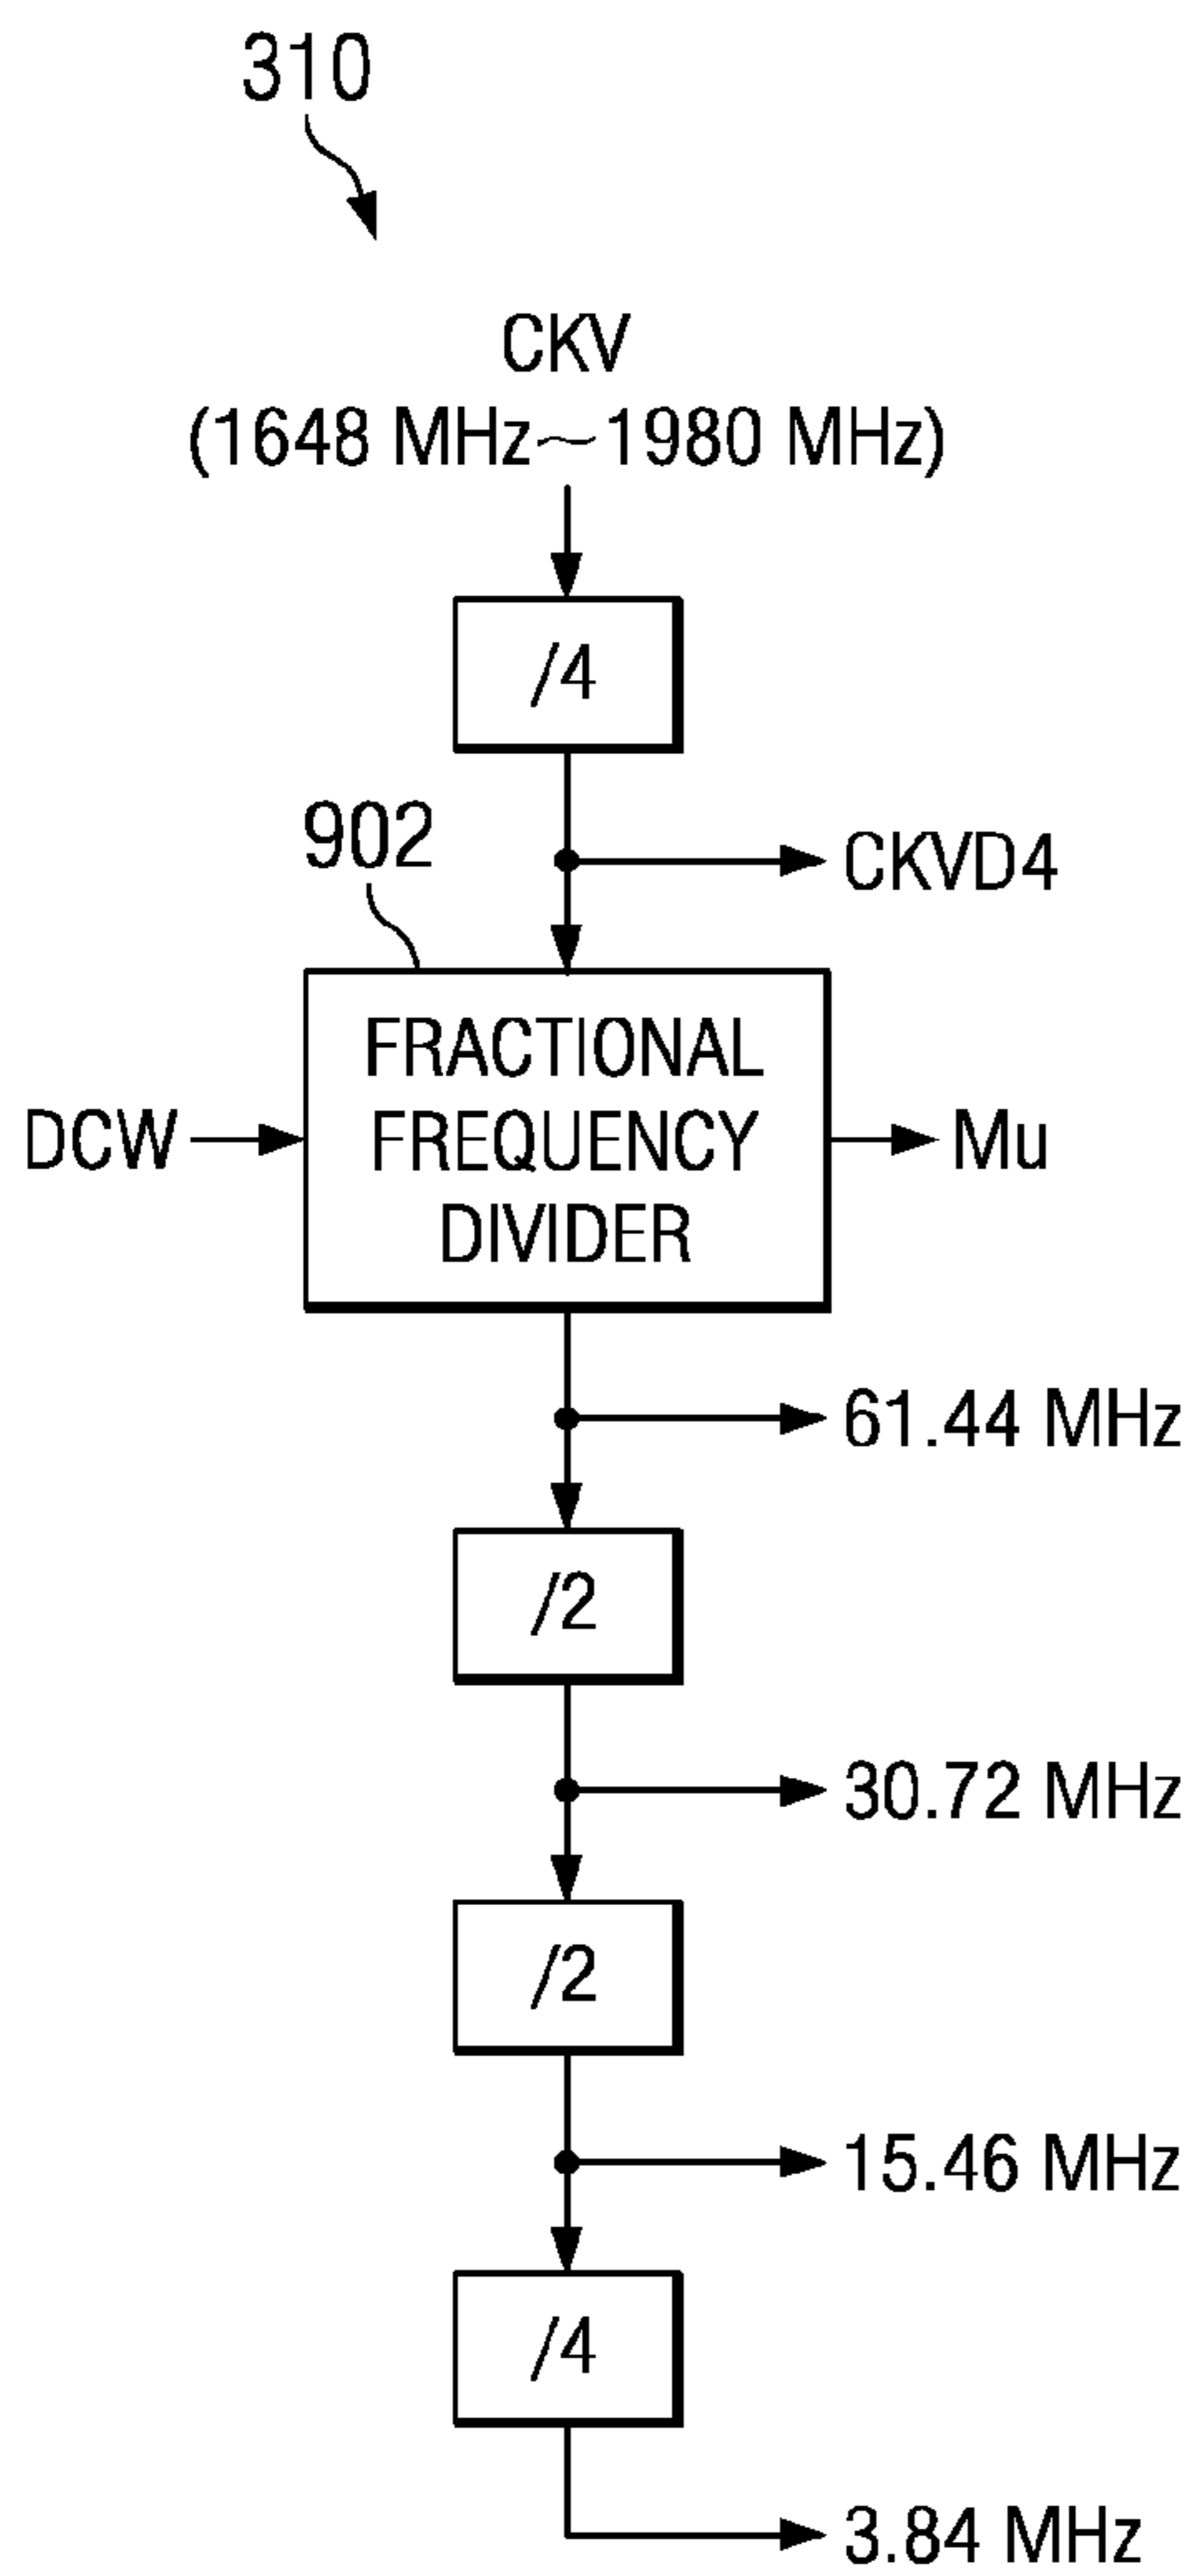 310
CKV
(1648 MHz~1980 MHz)
/4
902
CKVD4
FRACTIONAL
FREQUENCY
DIVIDER
DCW
Mu
61.44 MHz
/2
30.72 MHz
/2
15.46 MHz
/4
3.84 MHz